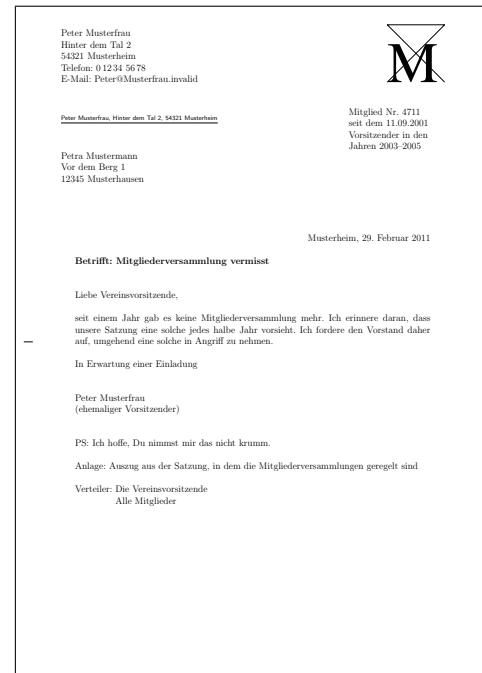 Peter Musterfrau
Hinter dem Tal 2
54321 Musterheim
Telefon: 0 12 34 56 78
E-Mail: Peter@Musterfrau.invalid
M
Peter Musterfrau, Hinter dem Tal 2, 54321 Musterheim
Mitglied Nr. 4711
seit dem 11.09.2001
Vorsitzender in den
Jahren 2003–2005
Petra Mustermann
Vor dem Berg 1
12345 Musterhausen
Musterheim, 29. Februar 2011
Betrifft: Mitgliederversammlung vermisst
Liebe Vereinsvorsitzende,
seit einem Jahr gab es keine Mitgliederversammlung mehr. Ich erinnere daran, dass
unsere Satzung eine solche jedes halbe Jahr vorsieht. Ich fordere den Vorstand daher
auf, umgehend eine solche in Angriff zu nehmen.
In Erwartung einer Einladung
Peter Musterfrau
(ehemaliger Vorsitzender)
PS: Ich hoffe, Du nimmst mir das nicht krumm.
Anlage: Auszug aus der Satzung, in dem die Mitgliederversammlungen geregelt sind
Verteiler: Die Vereinsvorsitzende
Alle Mitglieder